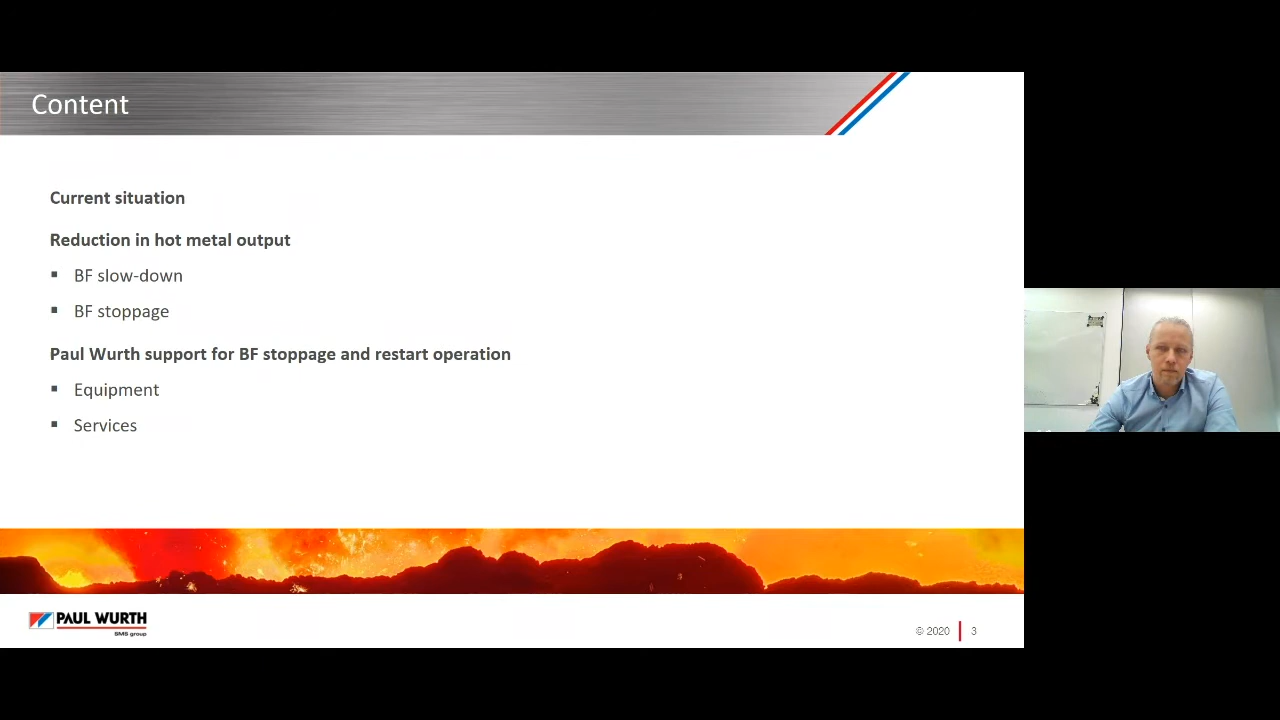 Content
Current situation
Reduction in hot metal output
▪ BF slow-down
▪ BF stoppage
Paul Wurth support for BF stoppage and restart operation
▪ Equipment
▪ Services
PAUL WURTH
SMS group
© 2020 3